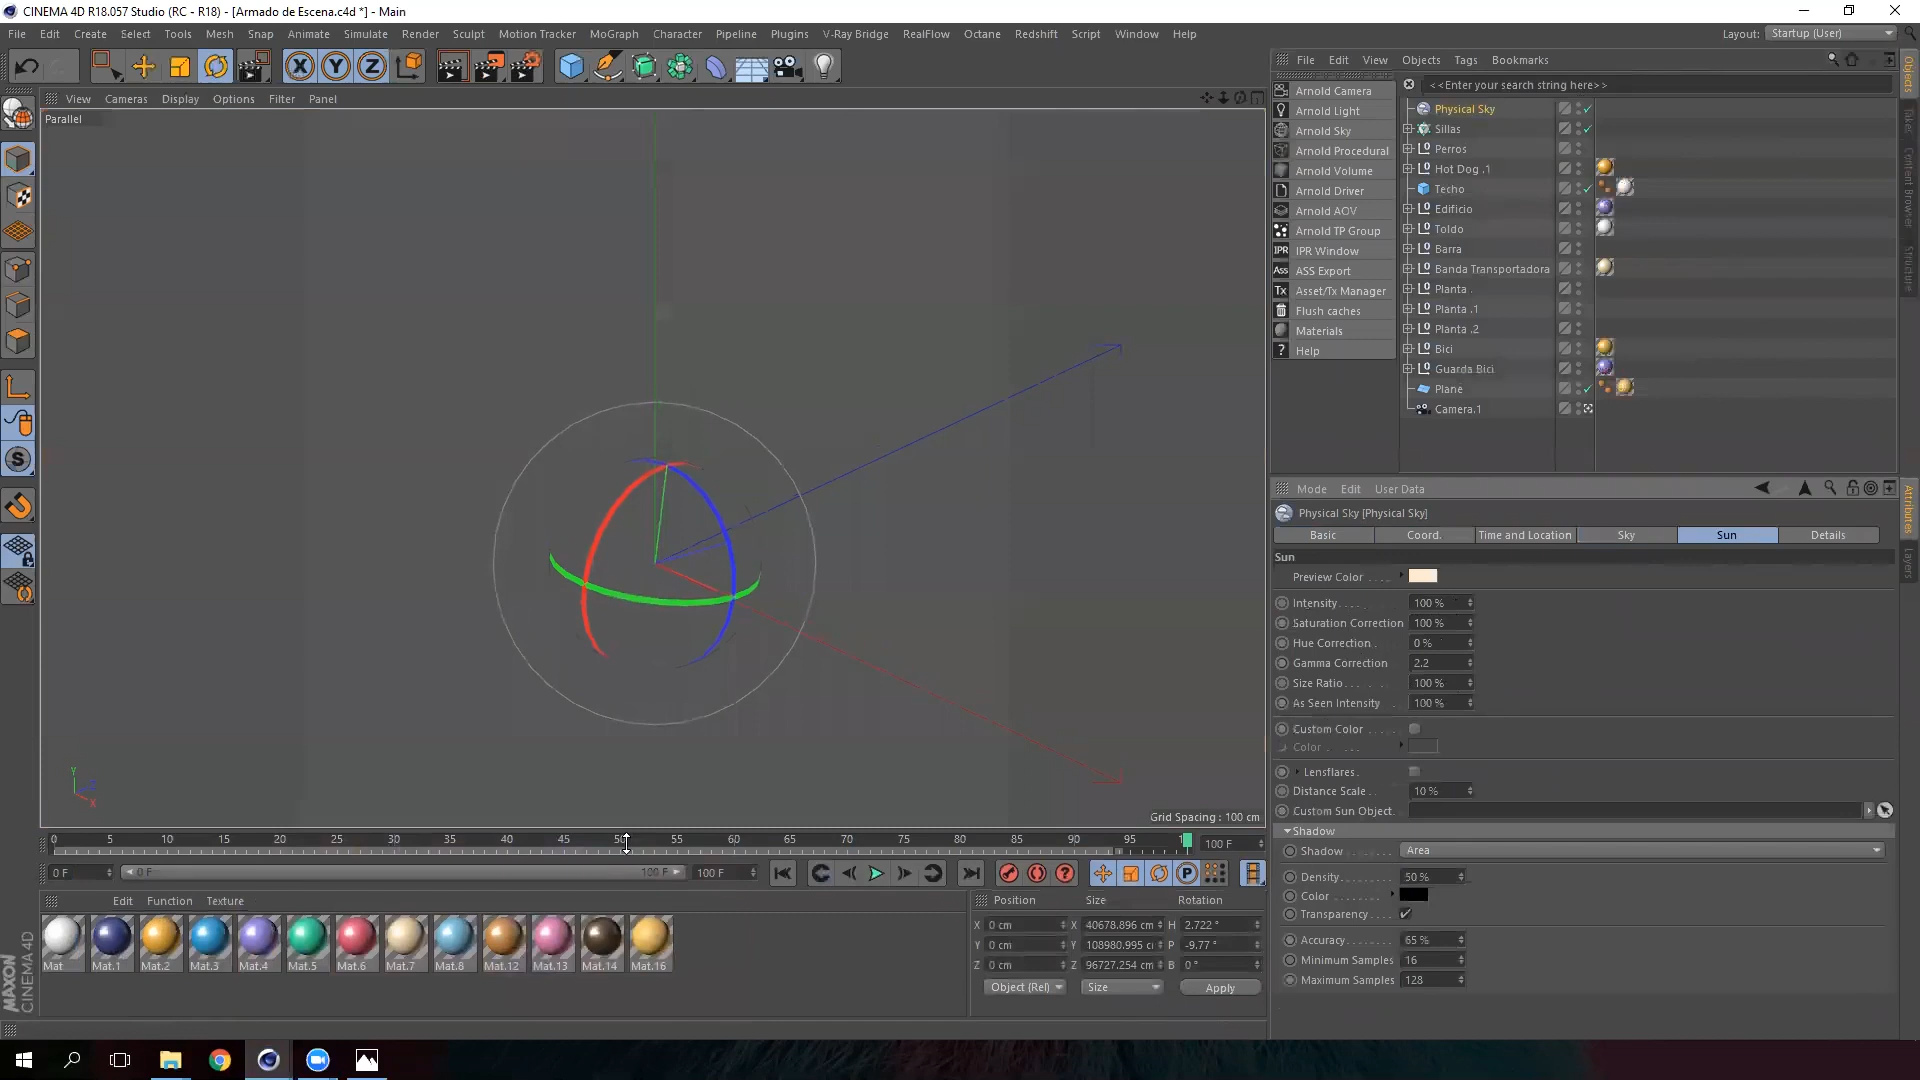 CINEMA 4D R18.057 Studio (RC - R18) - [Armado de Escena.c4d *] - Main
File Edit Create Select Tools Mesh Snap Animate Simulate Render Sculpt Motion Tracker MoGraph Character Pipeline Plugins V-Ray Bridge RealFlow Octane Redshift Script Window Help Layout: Startup (User)
View Cameras Display Options Filter Panel
Parallel
Grid Spacing : 100 cm
File Edit View Objects Tags Bookmarks
<<Enter your search string here>>
Arnold Camera
Arnold Light
Arnold Sky
Arnold Procedural
Arnold Volume
Arnold Driver
Arnold AOV
Arnold TP Group
IPR IPR Window
Ass ASS Export
Tx Asset/Tx Manager
Flush caches
Materials
? Help
Physical Sky
Sillas
Perros
Hot Dog .1
Techo
Edificio
Toldo
Barra
Banda Transportadora
Planta .
Planta .1
Planta .2
Bici
Guarda Bici
Plane
Camera.1
Objects
Takes
Content Browser
Structure
Mode Edit User Data
Physical Sky [Physical Sky]
Basic Coord. Time and Location Sky Sun Details
Sun
Preview Color
Intensity 100 %
Saturation Correction 100 %
Hue Correction 0 %
Gamma Correction 2.2
Size Ratio 100 %
As Seen Intensity 100 %
Custom Color
Color
Lensflares
Distance Scale 10 %
Custom Sun Object
Shadow
Shadow Area
Density 50 %
Color
Transparency
Accuracy 65 %
Minimum Samples 16
Maximum Samples 128
Attributes
Layers
0 5 10 15 20 25 30 35 40 45 50 55 60 65 70 75 80 85 90 95 100 F
0 F 0 F 100 F 100 F
Edit Function Texture
Mat Mat.1 Mat.2 Mat.3 Mat.4 Mat.5 Mat.6 Mat.7 Mat.8 Mat.12 Mat.13 Mat.14 Mat.16
Position Size Rotation
X 0 cm X 40678.896 cm H 2.722 °
Y 0 cm Y 108980.995 c P -9.77 °
Z 0 cm Z 96727.254 cm B 0 °
Object (Rel) Size Apply
MAXON
CINEMA 4D
Y
X